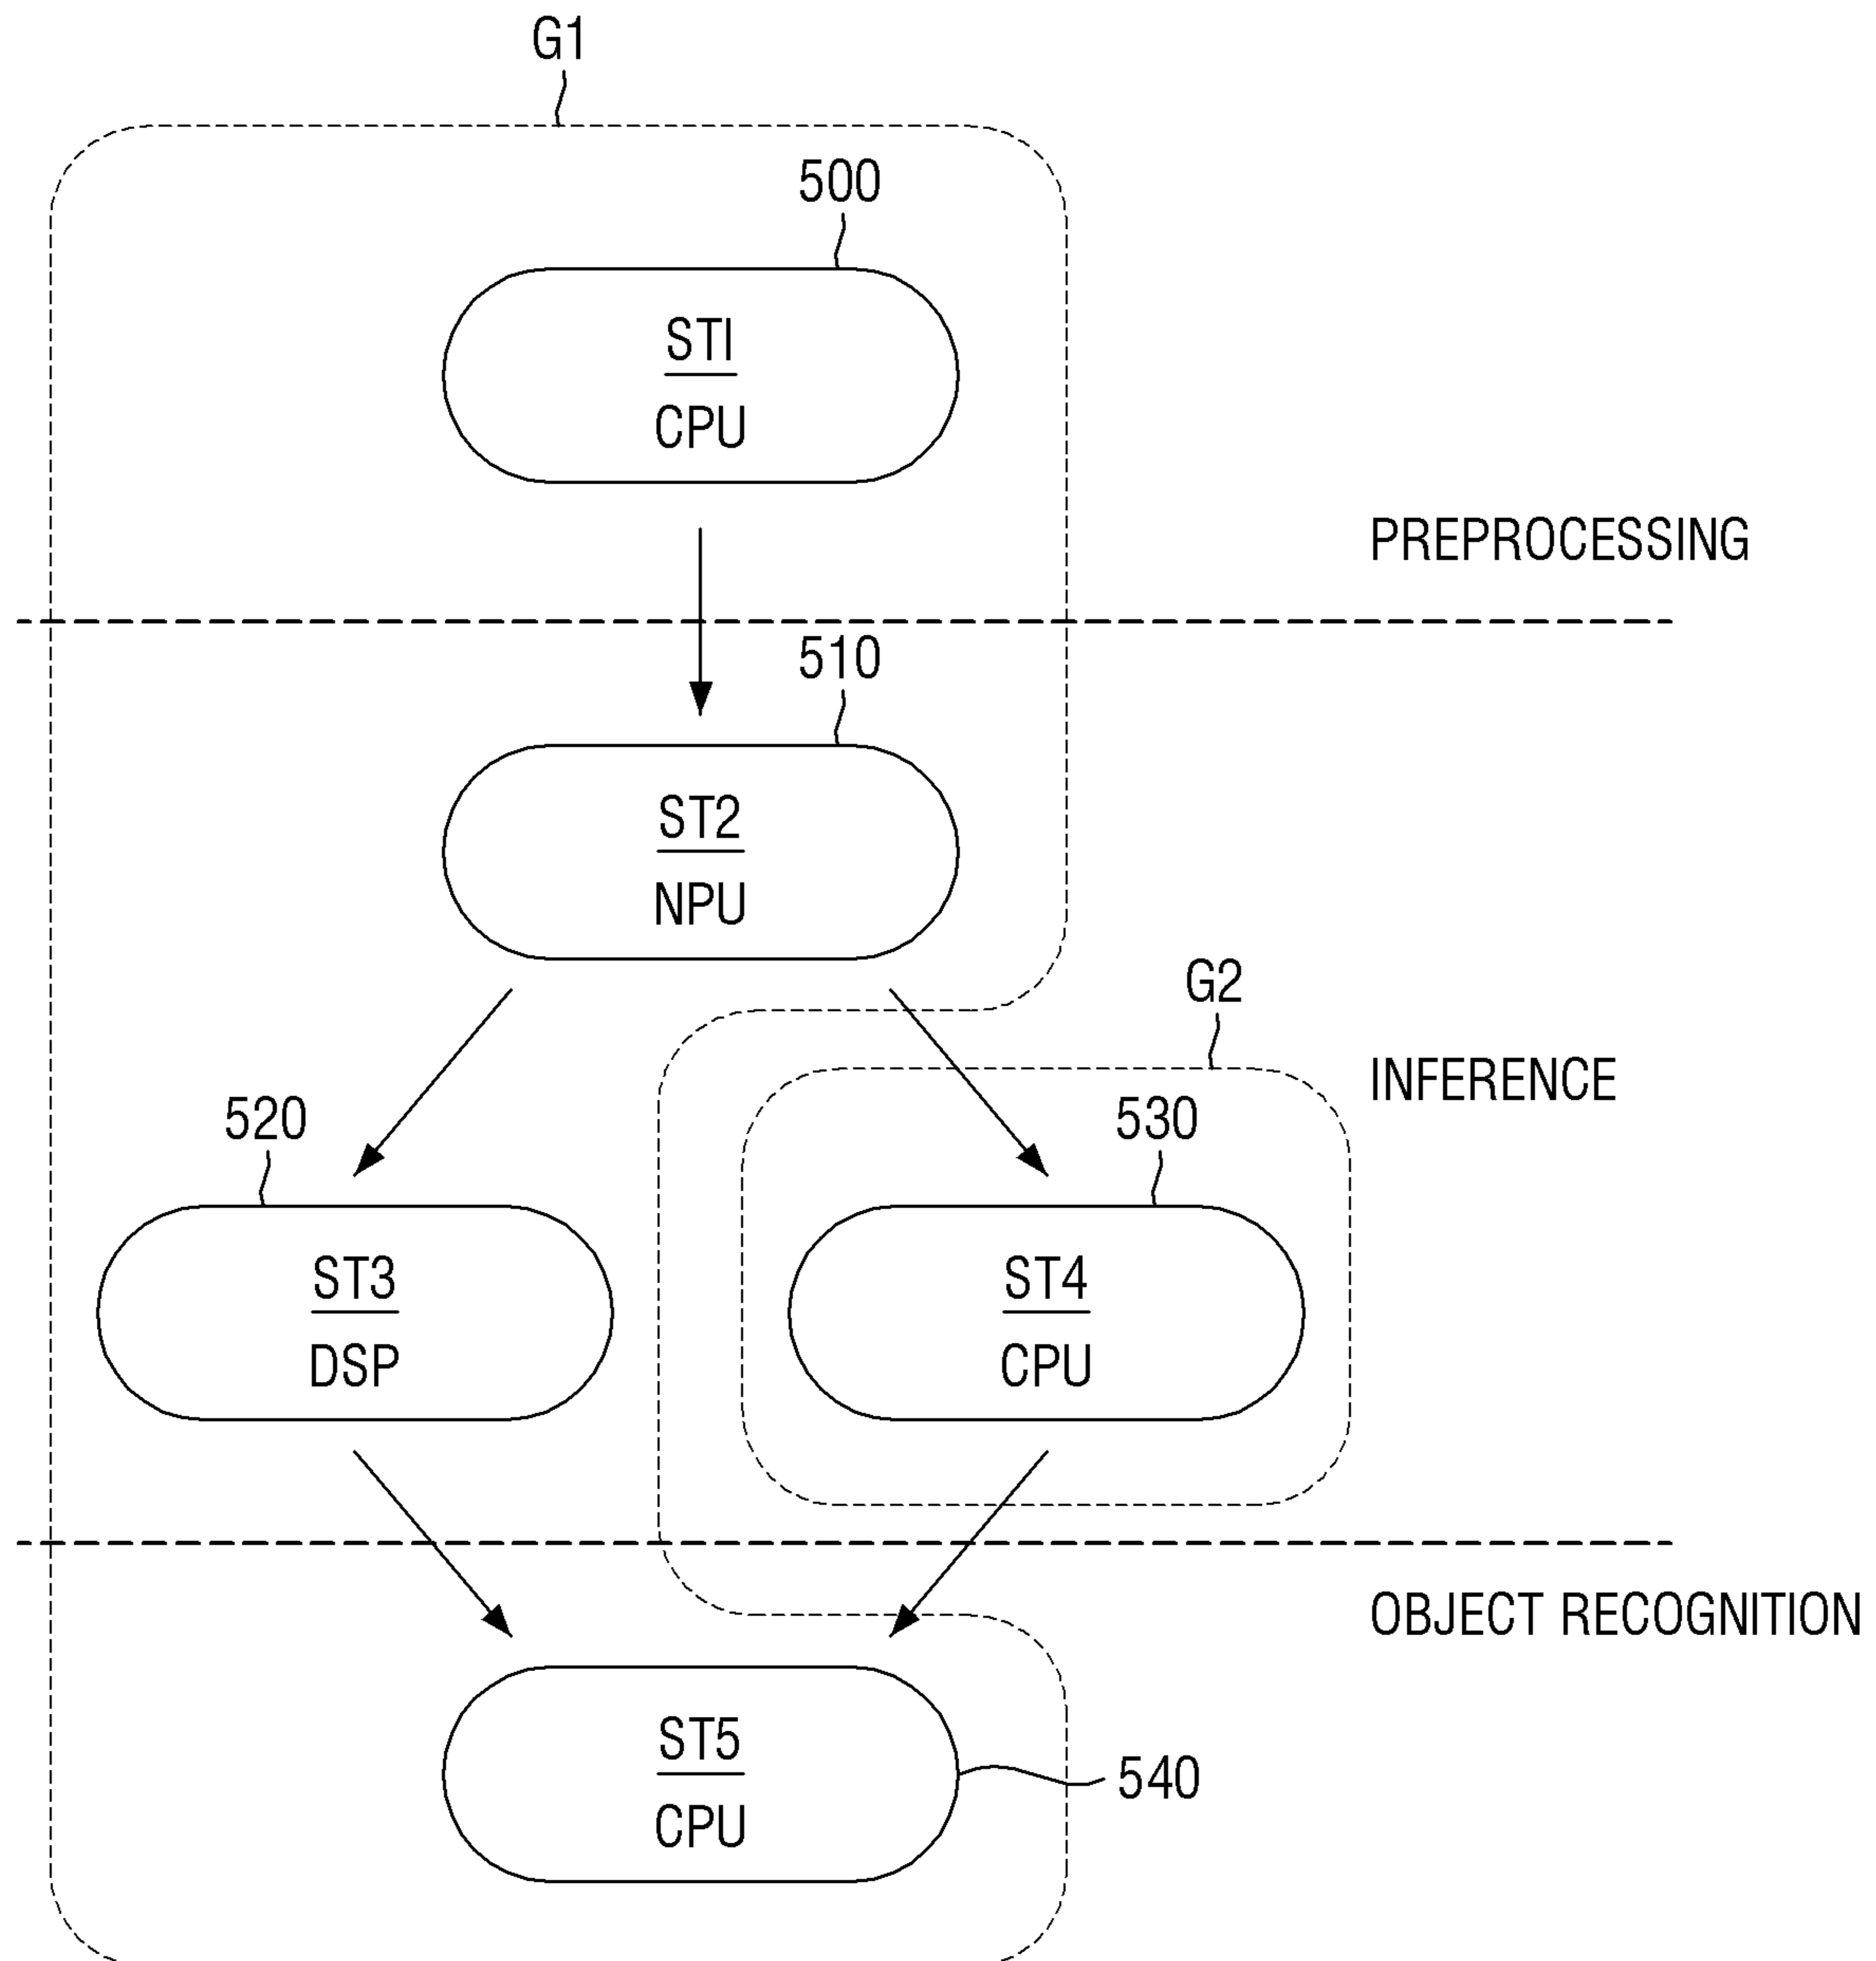 G1
500
ST1
CPU
PREPROCESSING
510
ST2
NPU
G2
INFERENCE
520
530
ST3
DSP
ST4
CPU
OBJECT RECOGNITION
ST5
CPU
540